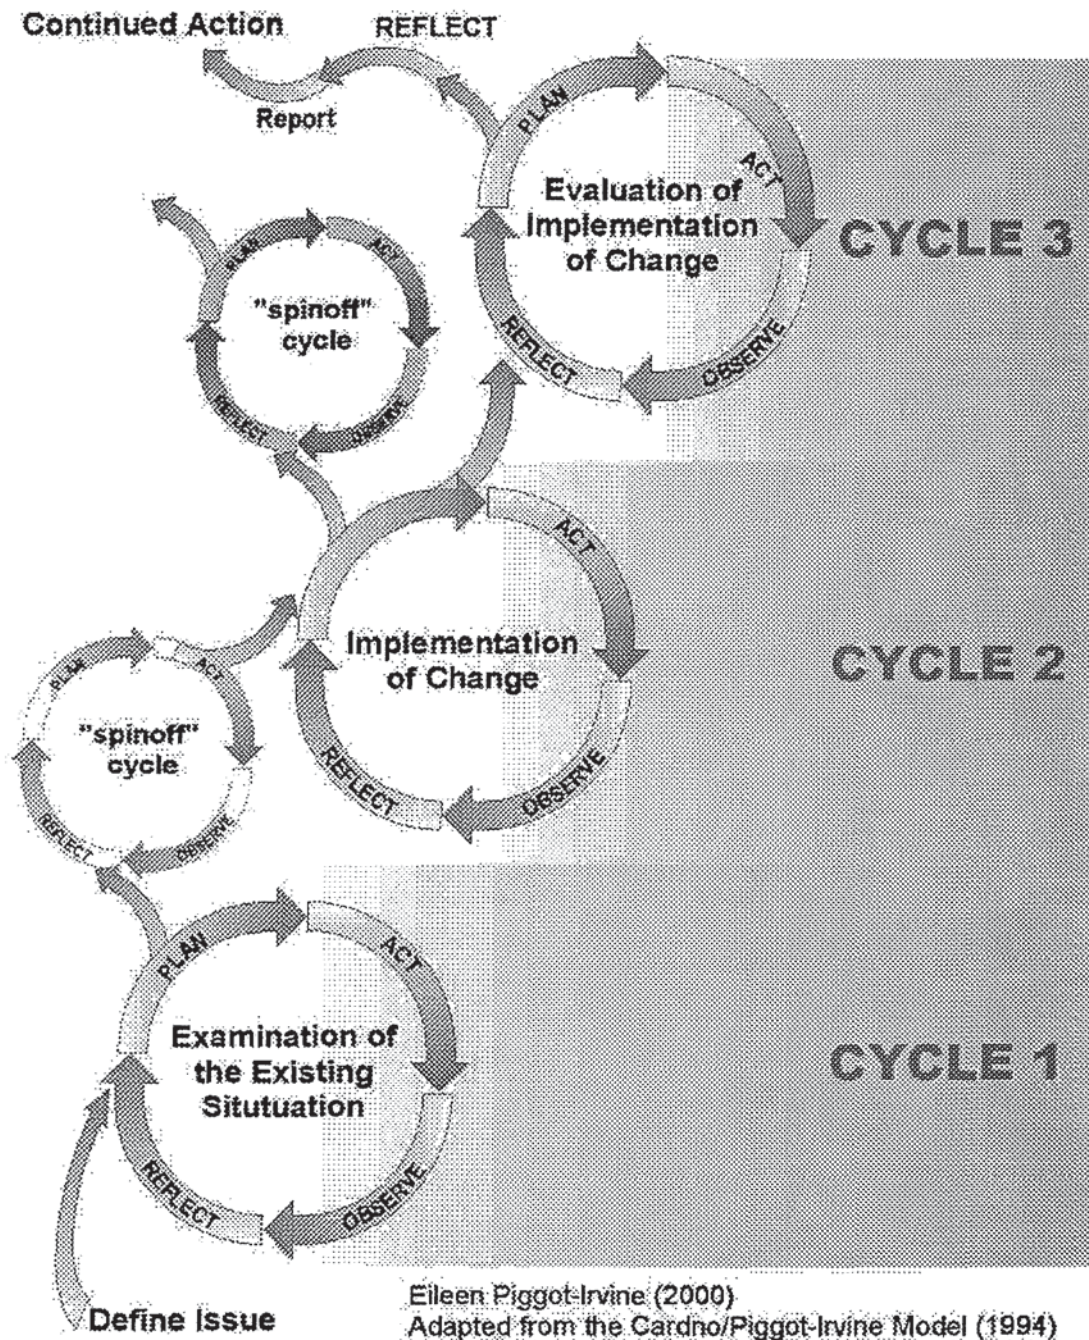 Continued Action
REFLECT
Report
PLAN
ACT
OBSERVE
REFLECT
Evaluation of
Implementation
of Change
CYCLE 3
PLAN
ACT
OBSERVE
REFLECT
"spinoff"
cycle
ACT
OBSERVE
REFLECT
Implementation
of Change
CYCLE 2
PLAN
ACT
OBSERVE
REFLECT
"spinoff"
cycle
PLAN
ACT
OBSERVE
REFLECT
Examination of
the Existing
Situtuation
CYCLE 1
Define Issue
Eileen Piggot-Irvine (2000)
Adapted from the Cardno/Piggot-Irvine Model (1994)